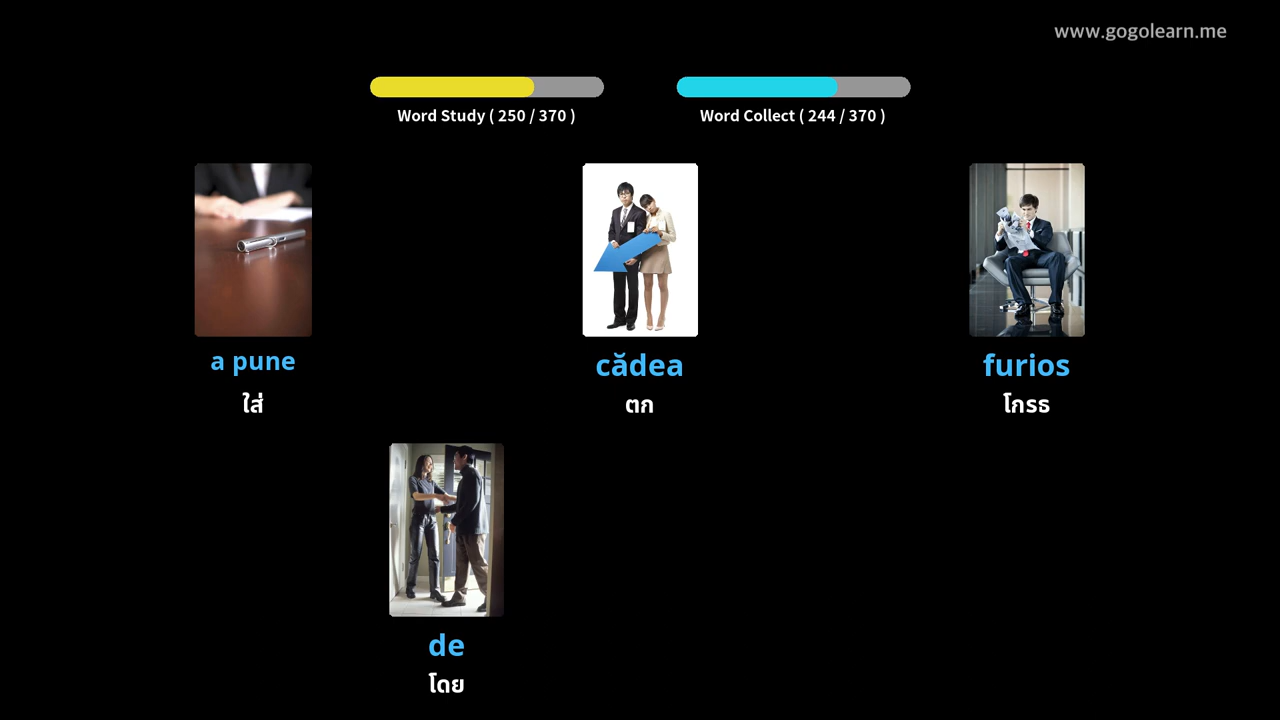 www.gogolearn.me
Word Study ( 250 / 370 )
Word Collect ( 244 / 370 )
a pune
ใส่
cădea
ตก
furios
โกรธ
de
โดย